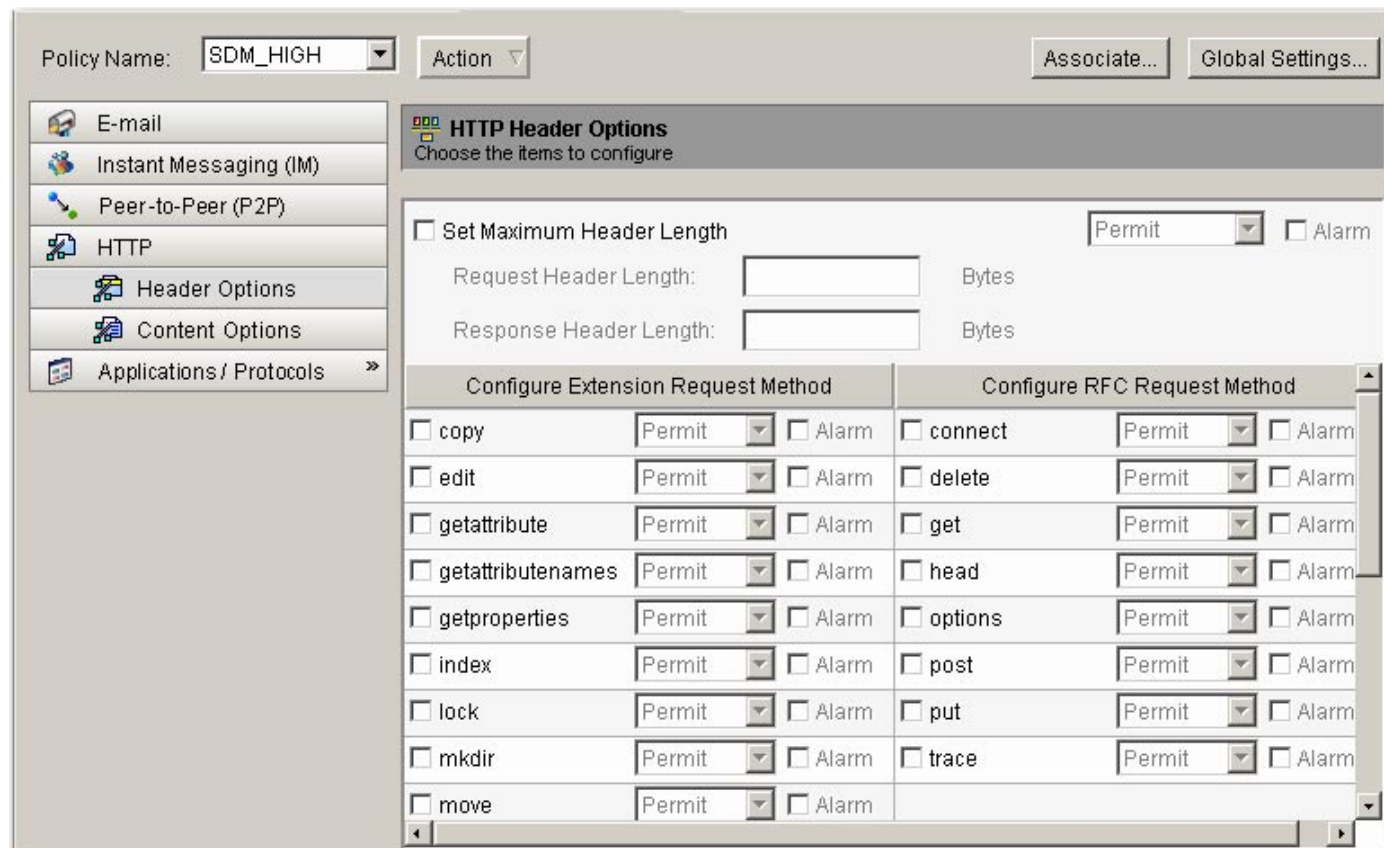 Policy Name: SDM_HIGH Action Associate... Global Settings...
E-mail
Instant Messaging (IM)
Peer-to-Peer (P2P)
HTTP
Header Options
Content Options
Applications / Protocols »
HTTP Header Options
Choose the items to configure
Set Maximum Header Length Permit Alarm
Request Header Length: Bytes
Response Header Length: Bytes
Configure Extension Request Method Configure RFC Request Method
copy Permit Alarm connect Permit Alarm
edit Permit Alarm delete Permit Alarm
getattribute Permit Alarm get Permit Alarm
getattributenames Permit Alarm head Permit Alarm
getproperties Permit Alarm options Permit Alarm
index Permit Alarm post Permit Alarm
lock Permit Alarm put Permit Alarm
mkdir Permit Alarm trace Permit Alarm
move Permit Alarm